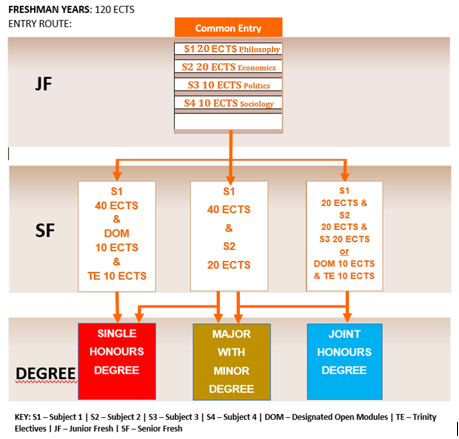 FRESHMAN YEARS: 120 ECTS
ENTRY ROUTE:
Common Entry
JF
S1 20 ECTS Philosophy
S2 20 ECTS Economics
S3 10 ECTS Politics
S4 10 ECTS Sociology
SF
S1
40 ECTS
&
DOM
10 ECTS
&
TE 10 ECTS
S1
40 ECTS
&
S2
20 ECTS
S1
20 ECTS &
S2
20 ECTS &
S3 20 ECTS
or
DOM 10 ECTS
& TE 10 ECTS
DEGREE
SINGLE
HONOURS
DEGREE
MAJOR
WITH
MINOR
DEGREE
JOINT
HONOURS
DEGREE
KEY: S1 – Subject 1 | S2 – Subject 2 | S3 – Subject 3 | S4 – Subject 4 | DOM – Designated Open Modules | TE – Trinity
Electives | JF – Junior Fresh | SF – Senior Fresh